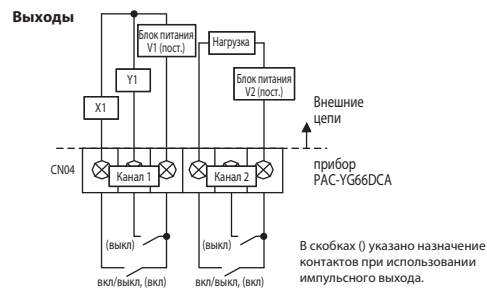 Выходы
Блок питания
V1 (пост.)
Нагрузка
Y1
Блок питания
V2 (пост.)
X1
Внешние
цепи
CN04
Канал 1
Канал 2
прибор
PAC-YG66DCA
(выкл)
(выкл)
вкл/выкл, (вкл)
вкл/выкл, (вкл)
В скобках () указано назначение
контактов при использовании
импульсного выхода.